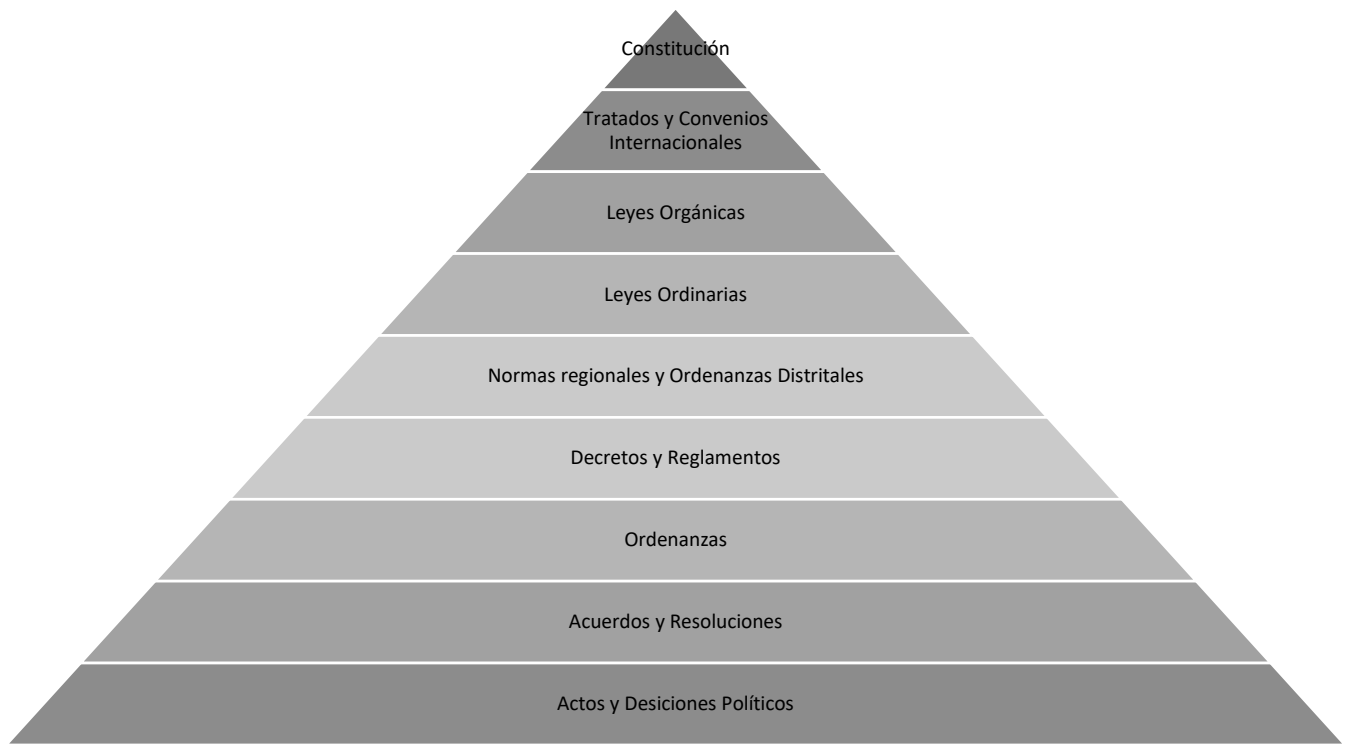 Constitución
Tratados y Convenios
Internacionales
Leyes Orgánicas
Leyes Ordinarias
Normas regionales y Ordenanzas Distritales
Decretos y Reglamentos
Ordenanzas
Acuerdos y Resoluciones
Actos y Desiciones Políticos